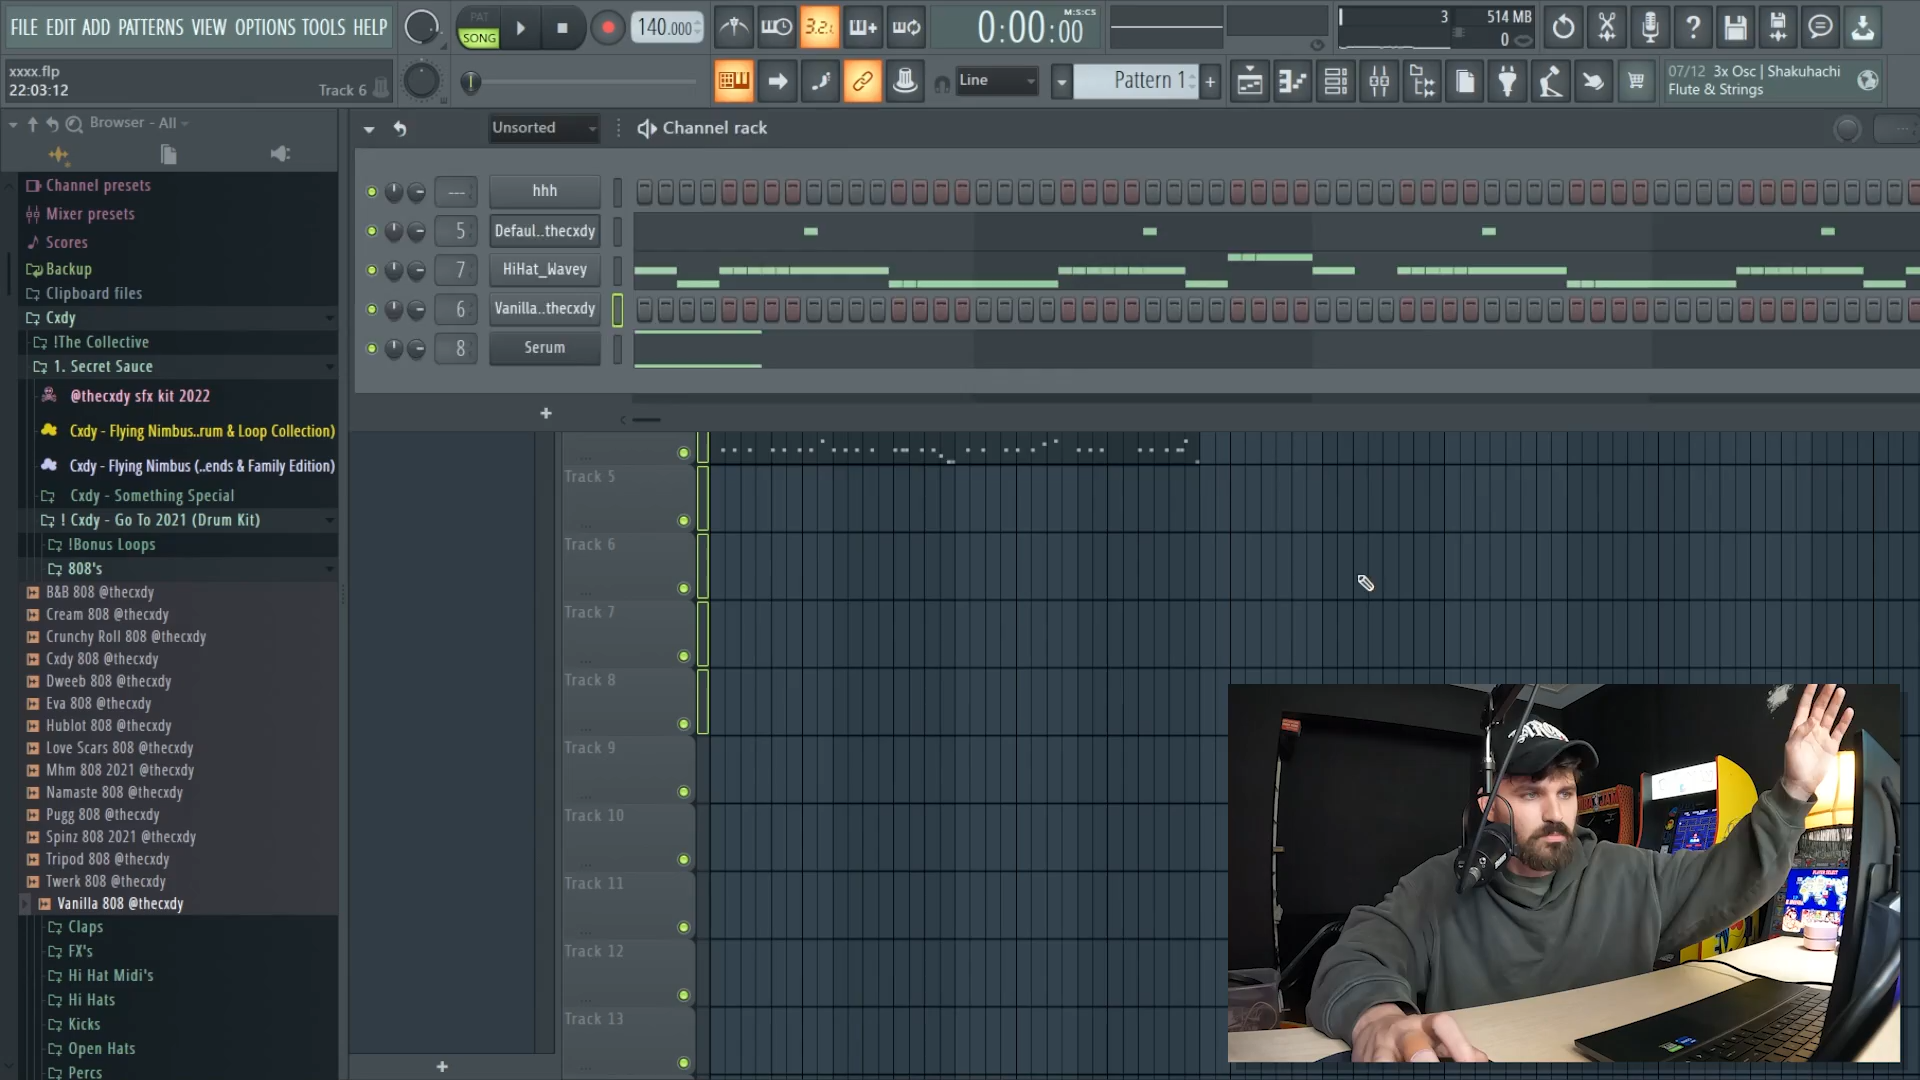 FILE EDIT ADD PATTERNS VIEW OPTIONS TOOLS HELP
PAT
SONG
140.000
3.2.
0:00:00
M:S:CS
3
514 MB
0
xxxx.flp
22:03:12
Track 6
Line
Pattern 1
07/12 3x Osc | Shakuhachi
Flute & Strings
Browser - All
Unsorted
Channel rack
Channel presets
Mixer presets
Scores
Backup
Clipboard files
Cxdy
!The Collective
1. Secret Sauce
@thecxdy sfx kit 2022
Cxdy - Flying Nimbus..rum & Loop Collection)
Cxdy - Flying Nimbus (..ends & Family Edition)
Cxdy - Something Special
! Cxdy - Go To 2021 (Drum Kit)
!Bonus Loops
808's
B&B 808 @thecxdy
Cream 808 @thecxdy
Crunchy Roll 808 @thecxdy
Cxdy 808 @thecxdy
Dweeb 808 @thecxdy
Eva 808 @thecxdy
Hublot 808 @thecxdy
Love Scars 808 @thecxdy
Mhm 808 2021 @thecxdy
Namaste 808 @thecxdy
Pugg 808 @thecxdy
Spinz 808 2021 @thecxdy
Tripod 808 @thecxdy
Twerk 808 @thecxdy
Vanilla 808 @thecxdy
Claps
FX's
Hi Hat Midi's
Hi Hats
Kicks
Open Hats
Percs
---
hhh
5
Defaul..thecxdy
7
HiHat_Wavey
6
Vanilla..thecxdy
8
Serum
Track 5
Track 6
Track 7
Track 8
Track 9
Track 10
Track 11
Track 12
Track 13